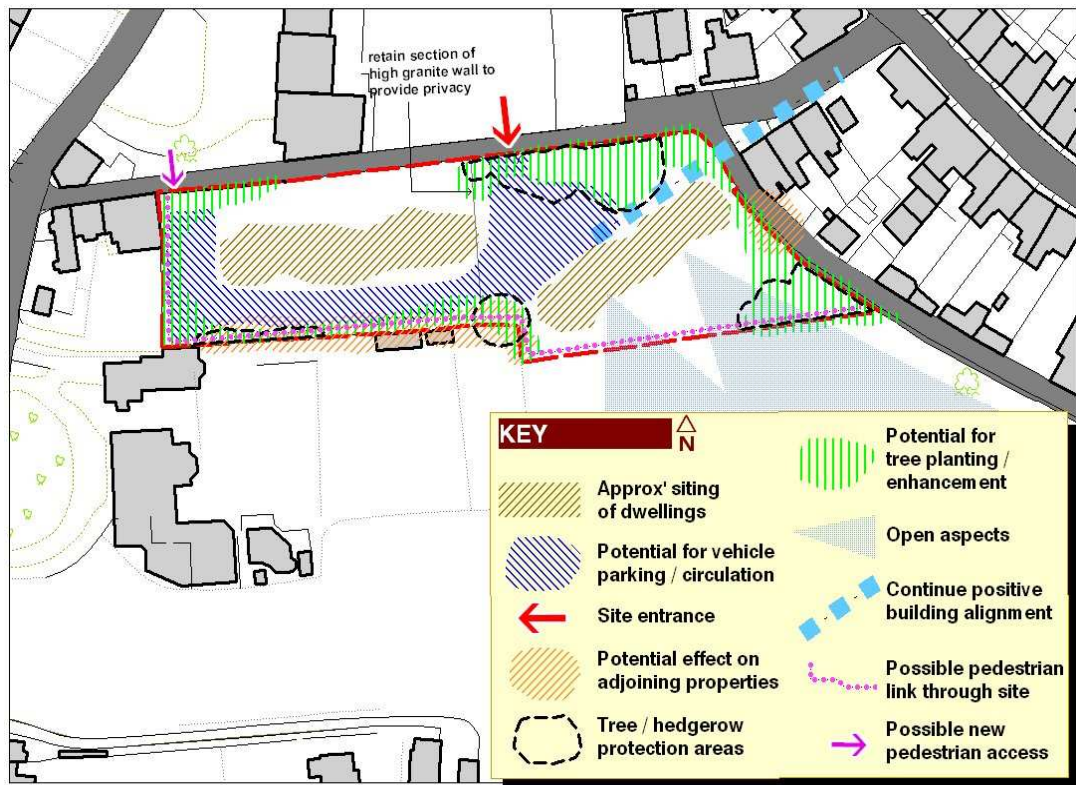 retain section of
high granite wall to
provide privacy
KEY
N
Approx' siting
of dwellings
Potential for vehicle
parking / circulation
Site entrance
Potential effect on
adjoining properties
Tree / hedgerow
protection areas
Potential for
tree planting /
enhancement
Open aspects
Continue positive
building alignment
Possible pedestrian
link through site
Possible new
pedestrian access